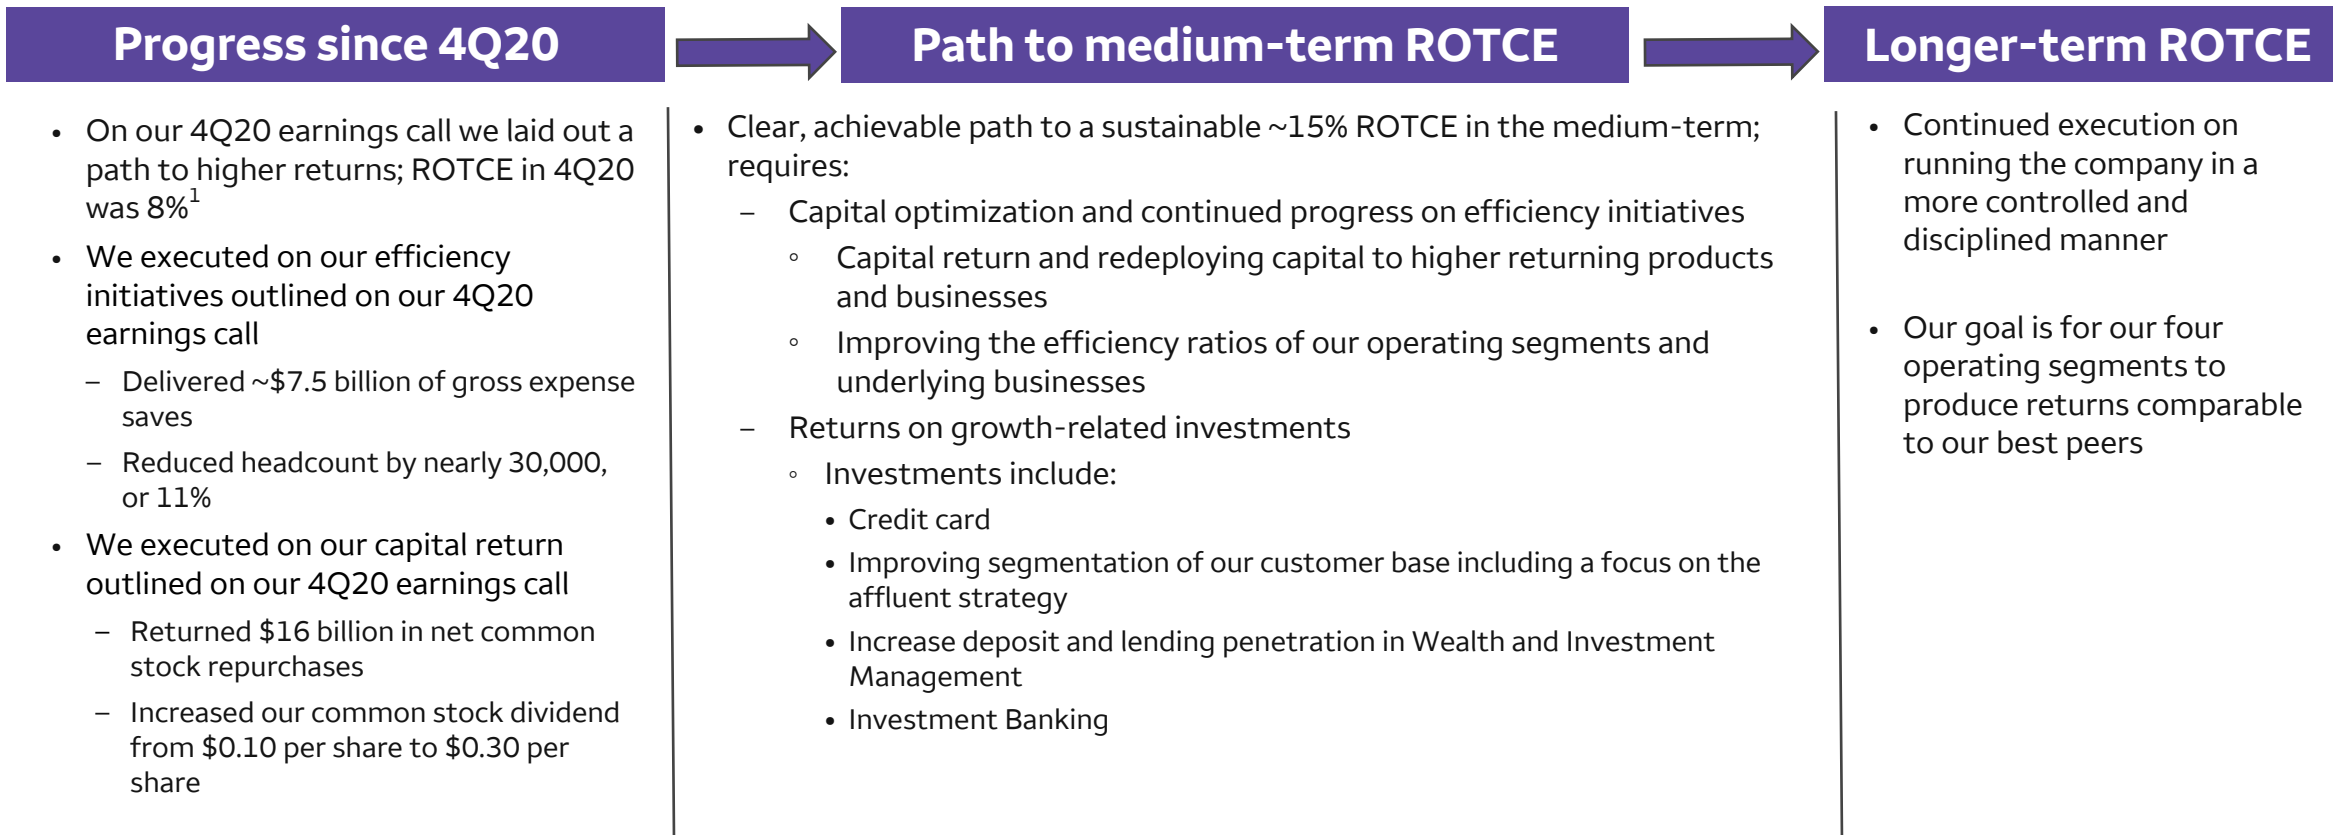 Progress since 4Q20
• On our 4Q20 earnings call we laid out a
path to higher returns; ROTCE in 4Q20
was 8%¹
• We executed on our efficiency
initiatives outlined on our 4Q20
earnings call
– Delivered ~$7.5 billion of gross expense
saves
– Reduced headcount by nearly 30,000,
or 11%
• We executed on our capital return
outlined on our 4Q20 earnings call
– Returned $16 billion in net common
stock repurchases
– Increased our common stock dividend
from $0.10 per share to $0.30 per
share
Path to medium-term ROTCE
• Clear, achievable path to a sustainable ~15% ROTCE in the medium-term;
requires:
– Capital optimization and continued progress on efficiency initiatives
◦ Capital return and redeploying capital to higher returning products
and businesses
◦ Improving the efficiency ratios of our operating segments and
underlying businesses
– Returns on growth-related investments
◦ Investments include:
• Credit card
• Improving segmentation of our customer base including a focus on the
affluent strategy
• Increase deposit and lending penetration in Wealth and Investment
Management
• Investment Banking
Longer-term ROTCE
• Continued execution on
running the company in a
more controlled and
disciplined manner
• Our goal is for our four
operating segments to
produce returns comparable
to our best peers